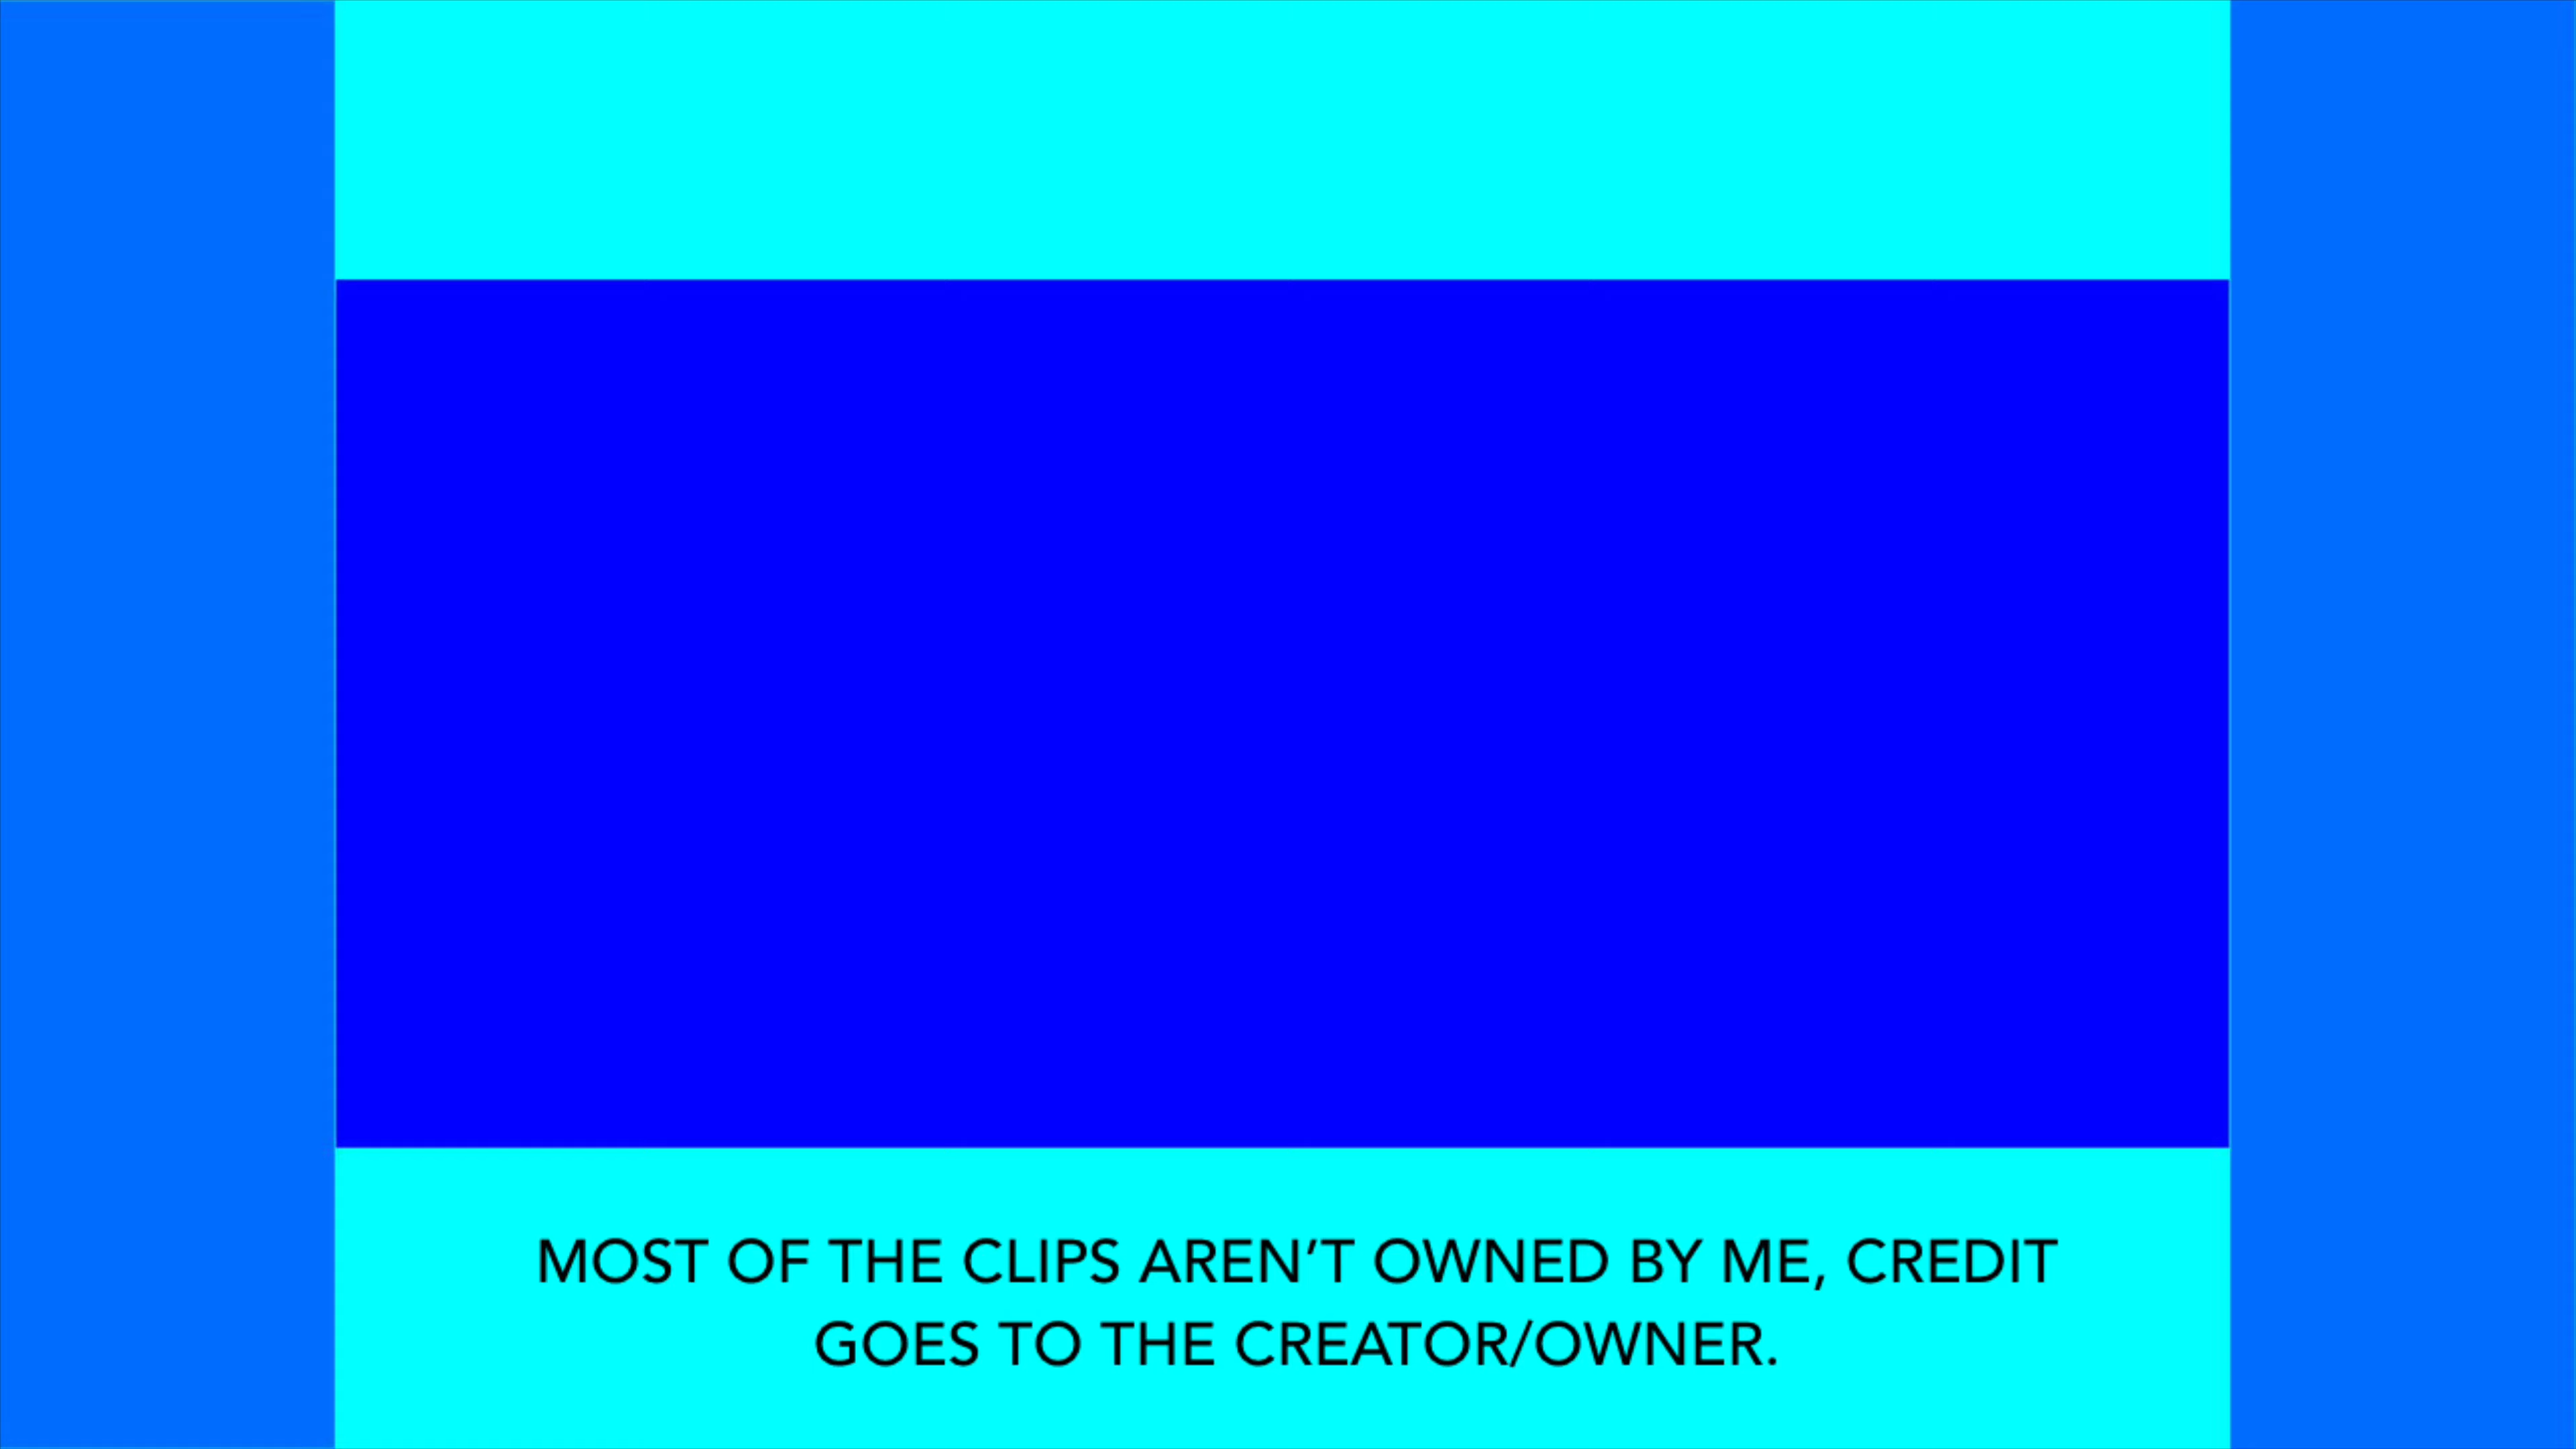 MOST OF THE CLIPS AREN’T OWNED BY ME, CREDIT
GOES TO THE CREATOR/OWNER.